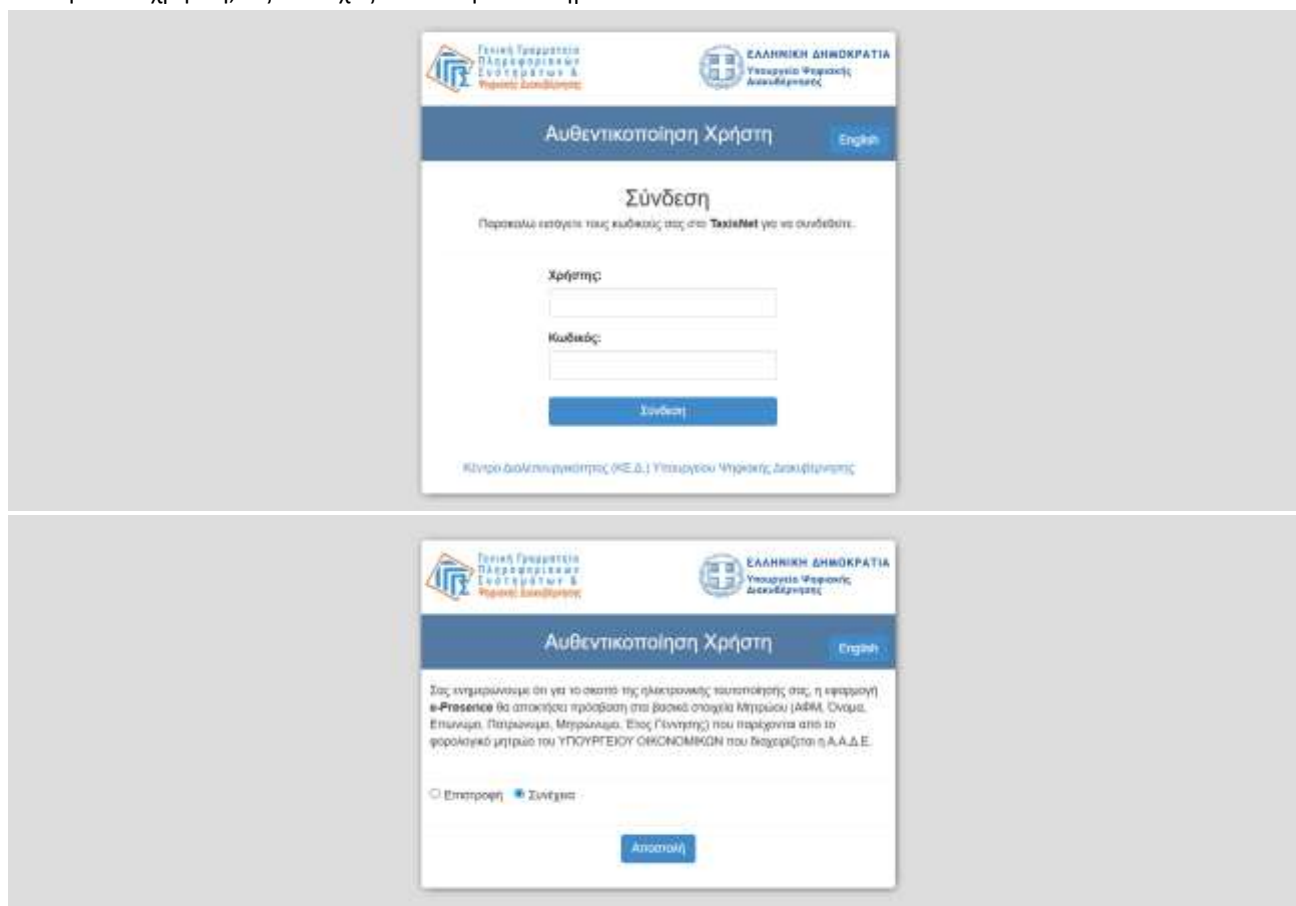 Γενική Γραμματεία
Πληροφοριακών
Συστημάτων &
Ψηφιακής Διακυβέρνησης
ΕΛΛΗΝΙΚΗ ΔΗΜΟΚΡΑΤΙΑ
Υπουργείο Ψηφιακής
Διακυβέρνησης
Αυθεντικοποίηση Χρήστη
English
Σύνδεση
Παρακαλώ εισάγετε τους κωδικούς σας στο TaxisNet για να συνδεθείτε.
Χρήστης:
Κωδικός:
Σύνδεση
Κέντρο Διαλειτουργικότητας (ΚΕ.Δ.) Υπουργείου Ψηφιακής Διακυβέρνησης
Γενική Γραμματεία
Πληροφοριακών
Συστημάτων &
Ψηφιακής Διακυβέρνησης
ΕΛΛΗΝΙΚΗ ΔΗΜΟΚΡΑΤΙΑ
Υπουργείο Ψηφιακής
Διακυβέρνησης
Αυθεντικοποίηση Χρήστη
English
Σας ενημερώνουμε ότι για το σκοπό της ηλεκτρονικής ταυτοποίησής σας, η εφαρμογή
e-Presence θα αποκτήσει πρόσβαση στα βασικά στοιχεία Μητρώου (ΑΦΜ, Όνομα,
Επώνυμο, Πατρώνυμο, Μητρώνυμο, Έτος Γέννησης) που παρέχονται από το
φορολογικό μητρώο του ΥΠΟΥΡΓΕΙΟΥ ΟΙΚΟΝΟΜΙΚΩΝ που διαχειρίζεται η Α.Α.Δ.Ε.
Επιστροφή Συνέχεια
Αποστολή